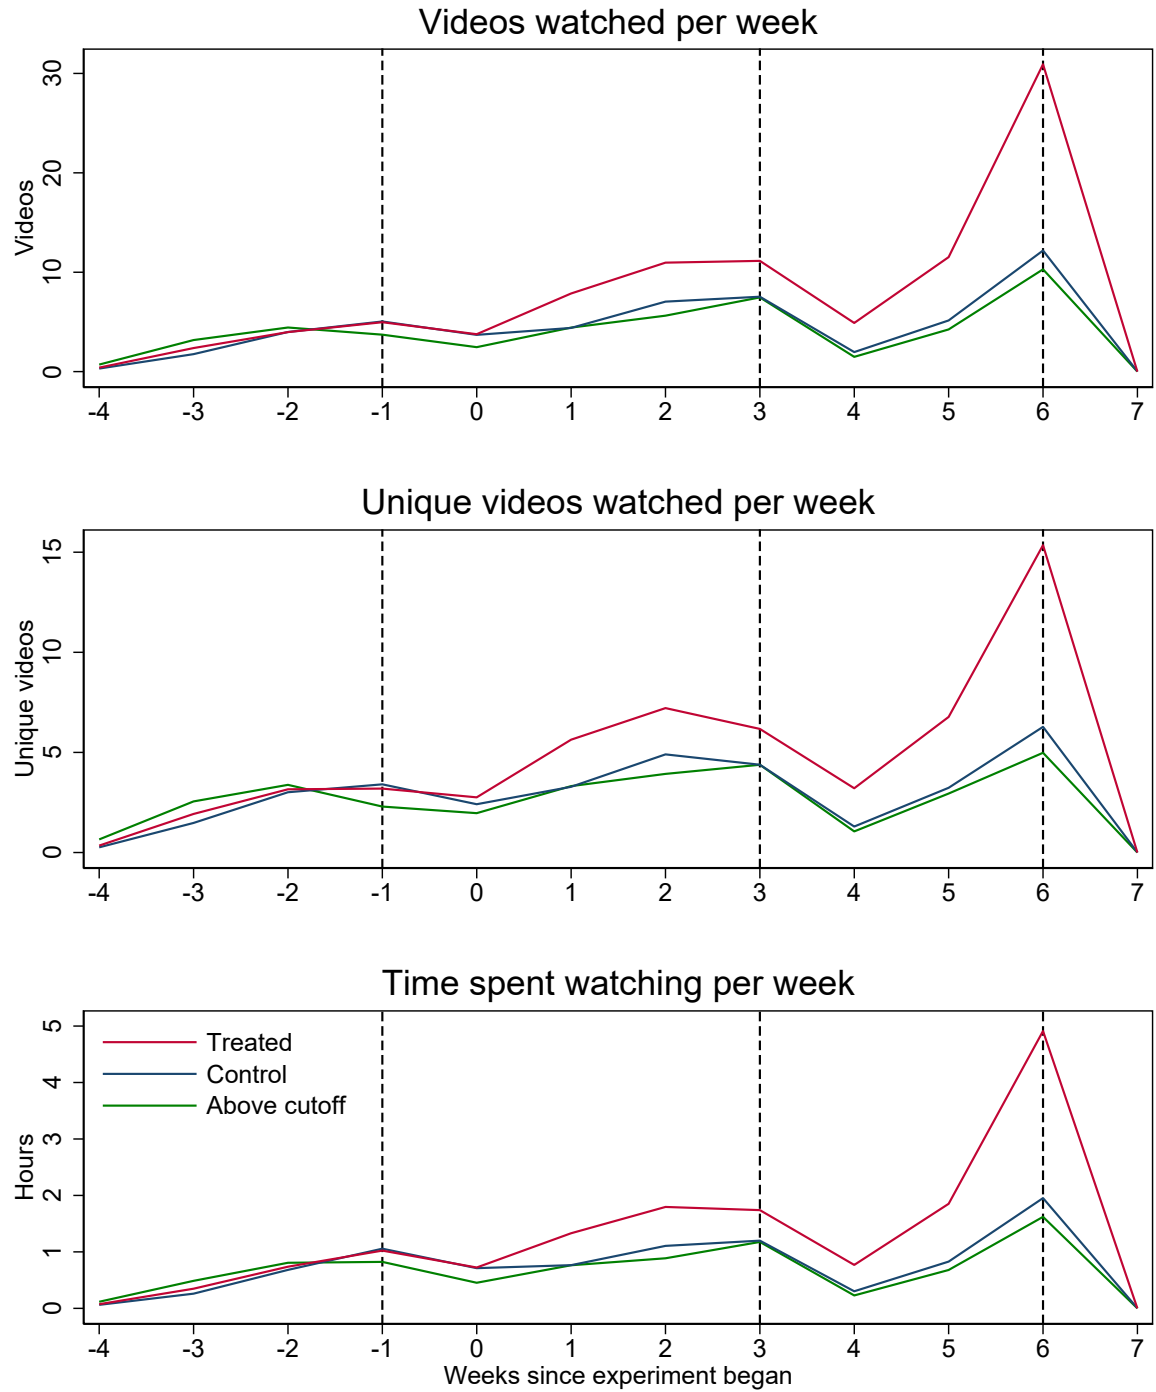 Videos watched per week
30
20
10
0
Videos
-4 -3 -2 -1 0 1 2 3 4 5 6 7
Unique videos watched per week
15
10
5
0
Unique videos
-4 -3 -2 -1 0 1 2 3 4 5 6 7
Time spent watching per week
5
4
3
2
1
0
Hours
Treated
Control
Above cutoff
-4 -3 -2 -1 0 1 2 3 4 5 6 7
Weeks since experiment began